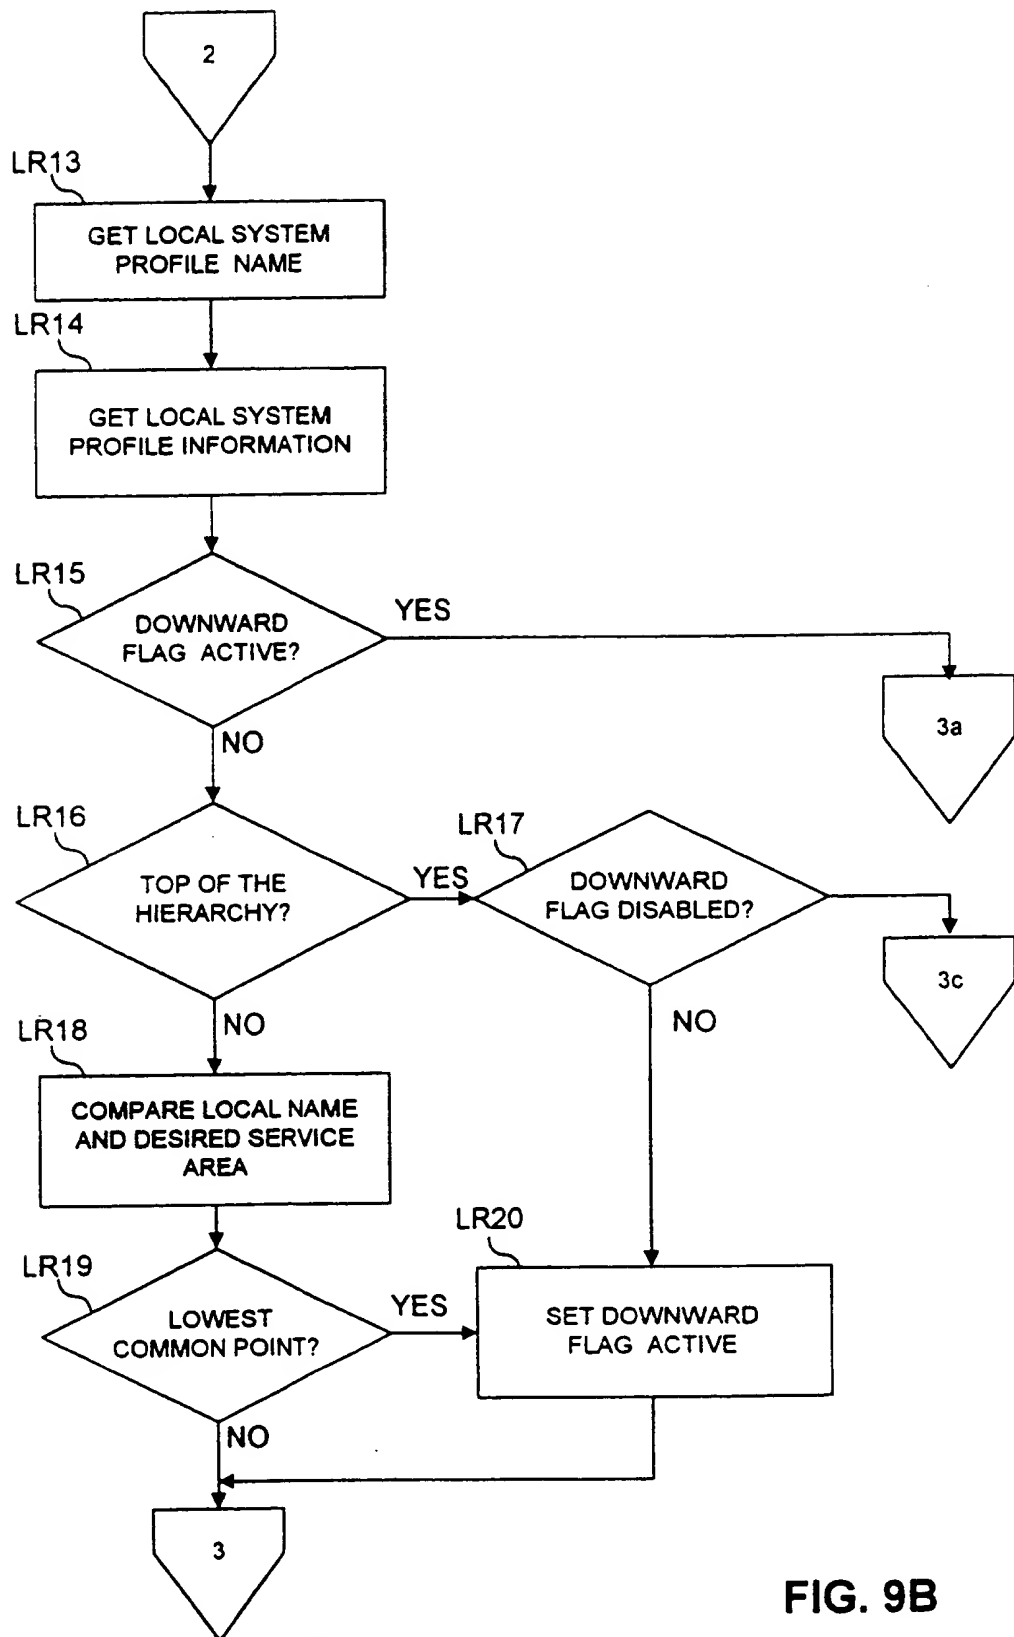 2
LR13
GET LOCAL SYSTEM
PROFILE NAME
LR14
GET LOCAL SYSTEM
PROFILE INFORMATION
LR15
DOWNWARD
FLAG ACTIVE?
YES
3a
NO
LR16
TOP OF THE
HIERARCHY?
YES
LR17
DOWNWARD
FLAG DISABLED?
3c
NO
NO
LR18
COMPARE LOCAL NAME
AND DESIRED SERVICE
AREA
LR19
LOWEST
COMMON POINT?
YES
LR20
SET DOWNWARD
FLAG ACTIVE
NO
3
FIG. 9B